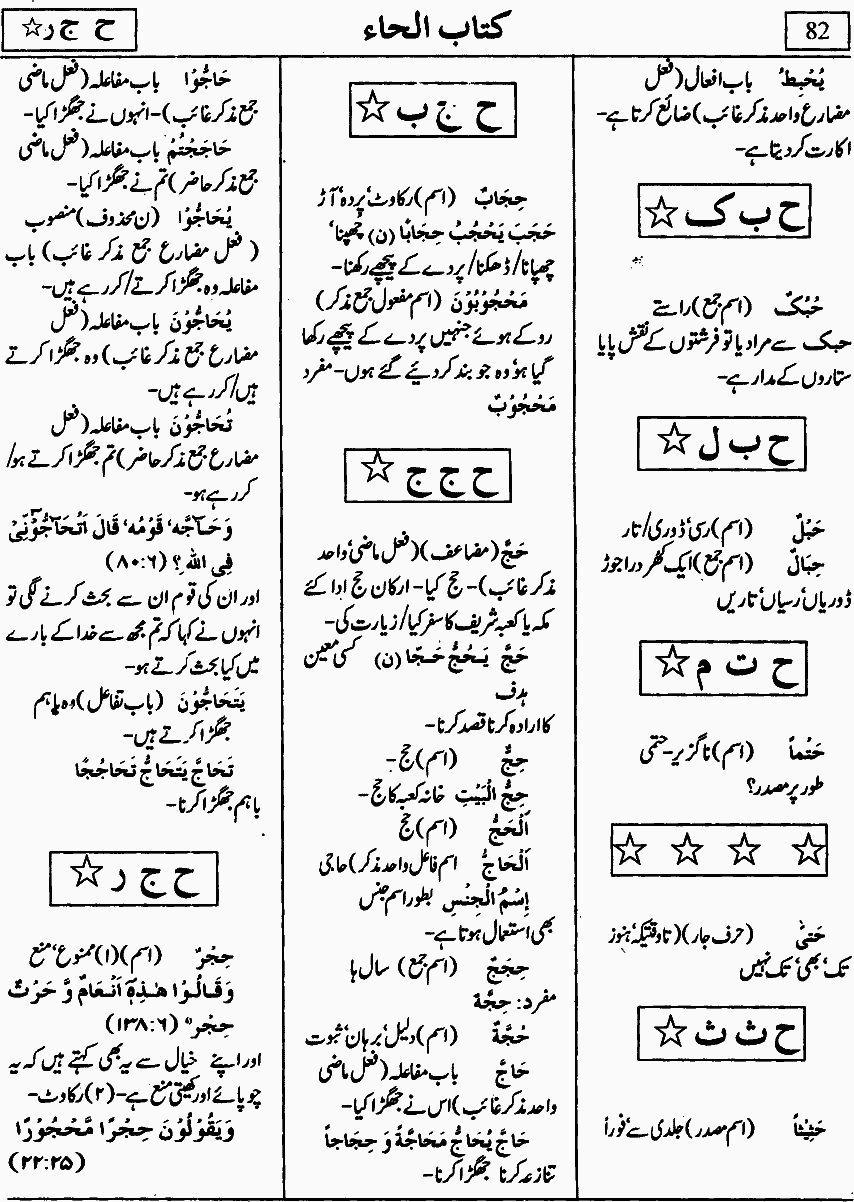 82
کتاب الحاء
ح ج ر ☆
یُحْبِطُ باب افعال (فعل
مضارع واحد مذکر غائب) ضائع کرتا ہے۔
اکارت کردیتا ہے۔
ح ب ک ☆
حُبُکٌ (اسم جمع) راستے
حبک سے مراد یا تو فرشتوں کے نقش پایا
ستاروں کے مدار ہے۔
ح ب ل ☆
حَبْلٌ (اسم) رسی، ڈوری/تار
حِبَالٌ (اسم جمع) ایک کھردرا جوڑ
ڈوریاں، رسیاں، تاریں
ح ت م ☆
حَتْماً (اسم) ناگزیر۔ حتمی
طور پر مصدر؟
☆ ☆ ☆ ☆
حَتیّٰ (حرف جار) (تاوقتیکہ، ہنوز
تک، بھی، تک نہیں
ح ث ث ☆
حَثِیْثاً (اسم مصدر) جلدی سے، فوراً
ح ج ب ☆
حِجَابٌ (اسم) رکاوٹ، پردہ، آڑ
حَجَبَ یَحْجُبُ حِجَابًا (ن) چھپنا،
چھپانا/ڈھکنا/پردے کے پیچھے رکھنا۔
مَحْجُوْبُوْنَ (اسم مفعول جمع مذکر)
روکے ہوئے جنہیں پردے کے پیچھے رکھا
گیا ہو، وہ جو بند کردیئے گئے ہوں۔ مفرد
مَحْجُوْبٌ
ح ج ج ☆
حَجَّ (مضاعف) (فعل ماضی، واحد
مذکر غائب)۔ حج کیا۔ ارکان حج ادا کئے
مکہ یا کعبہ شریف کا سفر کیا/زیارت کی۔
حَجَّ یَحُجُّ حَجًّا (ن) کسی معین
ہدف
کا ارادہ کرنا قصد کرنا۔
حِجٌّ (اسم) حج۔
حِجُّ الْبَیْتِ خانہ کعبہ کا حج۔
اَلْحَجُّ (اسم) حج
اَلْحَاجُّ اسم فاعل واحد مذکر) حاجی
اِسْمُ الْجِنْسِ بطور اسم جنس
بھی استعمال ہوتا ہے۔
حِجَجٌ (اسم جمع) سال ہا
مفرد: حِجَّة
حُجَّةٌ (اسم) دلیل، برہان، ثبوت
حَاجَّ باب مفاعلہ (فعل ماضی
واحد مذکر غائب) اس نے جھگڑا کیا۔
حَاجَّ یُحَاجُّ مُحَاجَّةً وَ حِجَاجاً
تنازعہ کرنا جھگڑا کرنا۔
حَاجُّوْا باب مفاعلہ (فعل ماضی
جمع مذکر غائب)۔ انہوں نے جھگڑا کیا۔
حَاجَجْتُمْ باب مفاعلہ (فعل ماضی
جمع مذکر حاضر) تم نے جھگڑا کیا۔
یُحَاجُّوْا (ن محذوف) منصوب
(فعل مضارع جمع مذکر غائب) باب
مفاعلہ وہ جھگڑا کرتے/کر رہے ہیں۔
یُحَاجُّوْنَ باب مفاعلہ (فعل
مضارع جمع مذکر غائب) وہ جھگڑا کرتے
ہیں/کر رہے ہیں۔
تُحَاجُّوْنَ باب مفاعلہ (فعل
مضارع جمع مذکر حاضر) تم جھگڑا کرتے ہو/
کر رہے ہو۔
وَحَآجَّہٗ قَوْمُہٗ قَالَ اَتُحَآجُّوْٓنِّیْ
فِی اللہِ؟ (۶:۸۰)
اور ان کی قوم ان سے بحث کرنے لگی تو
انہوں نے کہا کہ تم مجھ سے خدا کے بارے
میں کیا بحث کرتے ہو۔
یَتَحَاجُّوْنَ (باب تفاعل) وہ باہم
جھگڑا کرتے ہیں۔
تَحَاجَّ یَتَحَاجُّ تَحَاجُجًا
باہم جھگڑا کرنا۔
ح ج ر ☆
حِجْرٌ (اسم) (۱) ممنوع، منع
وَقَالُوْا ھٰذِہٖٓ اَنْعَامٌ وَّ حَرْثٌ
حِجْرٌ (۶:۱۳۸)
اور اپنے خیال سے یہ بھی کہتے ہیں کہ یہ
چوپائے اور کھیتی منع ہے۔ (۲) رکاوٹ۔
وَیَقُوْلُوْنَ حِجْرًا مَّحْجُوْرًا
(۲۲:۲۵)